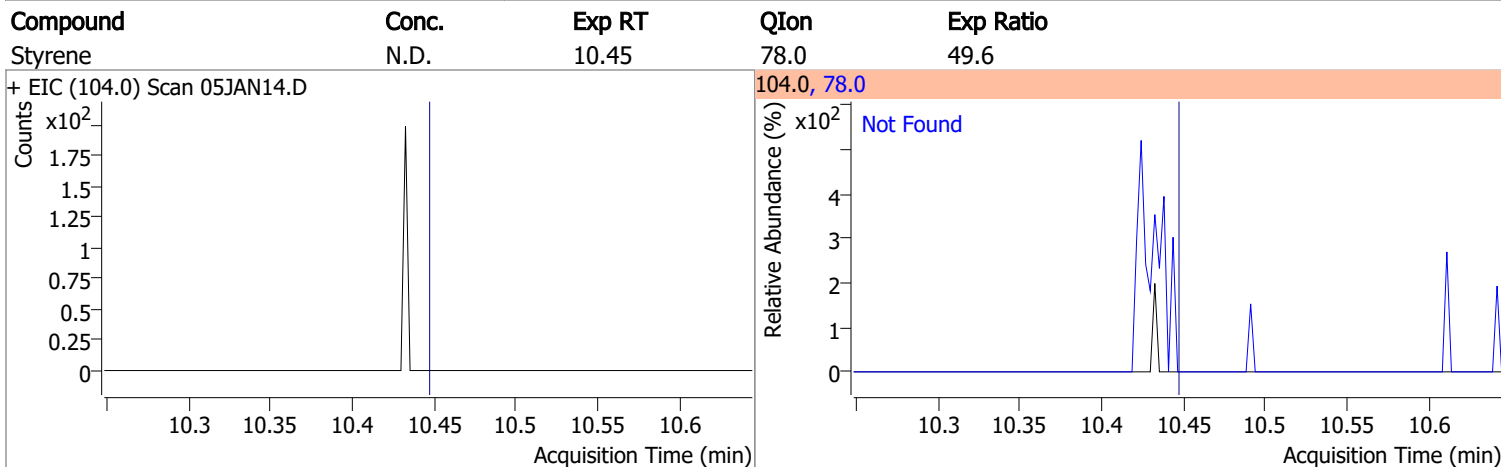 Compound Conc. Exp RT QIon Exp Ratio
Styrene N.D. 10.45 78.0 49.6
+ EIC (104.0) Scan 05JAN14.D
Counts
x10²
1.75
1.5
1.25
1
0.75
0.5
0.25
0
10.3 10.35 10.4 10.45 10.5 10.55 10.6
Acquisition Time (min)
104.0, 78.0
Relative Abundance (%)
x10²
Not Found
4
3
2
1
0
10.3 10.35 10.4 10.45 10.5 10.55 10.6
Acquisition Time (min)